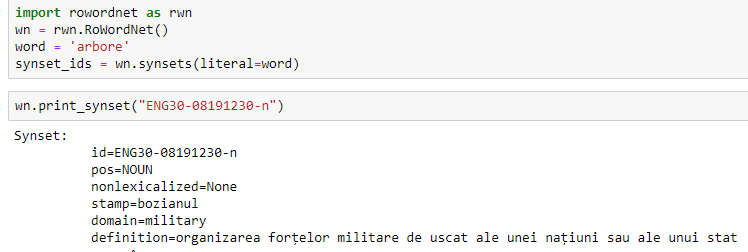 import rowordnet as rwn
wn = rwn.RoWordNet()
word = 'arbore'
synset_ids = wn.synsets(literal=word)
wn.print_synset("ENG30-08191230-n")
Synset:
id=ENG30-08191230-n
pos=NOUN
nonlexicalized=None
stamp=bozianul
domain=military
definition=organizarea forțelor militare de uscat ale unei națiuni sau ale unui stat